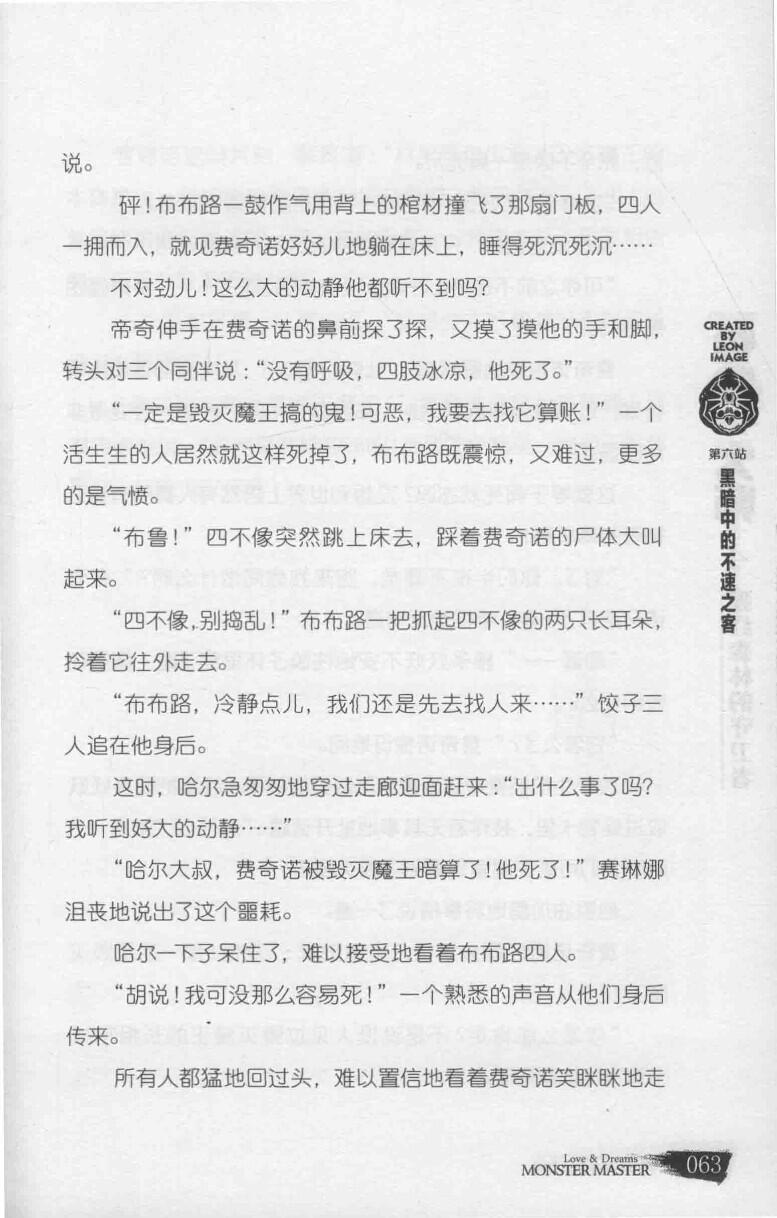 说。
砰！布布路一鼓作气用背上的棺材撞飞了那扇门板，四人
一拥而入，就见费奇诺好好儿地躺在床上，睡得死沉死沉……
不对劲儿！这么大的动静他都听不到吗？
帝奇伸手在费奇诺的鼻前探了探，又摸了摸他的手和脚，
转头对三个同伴说：“没有呼吸，四肢冰凉，他死了。”
“一定是毁灭魔王搞的鬼！可恶，我要去找它算账！”一个
活生生的人居然就这样死掉了，布布路既震惊，又难过，更多
的是气愤。
“布鲁！”四不像突然跳上床去，踩着费奇诺的尸体大叫
起来。
“四不像，别捣乱！”布布路一把抓起四不像的两只长耳朵，
拎着它往外走去。
“布布路，冷静点儿，我们还是先去找人来……”饺子三
人追在他身后。
这时，哈尔急匆匆地穿过走廊迎面赶来：“出什么事了吗？
我听到好大的动静……”
“哈尔大叔，费奇诺被毁灭魔王暗算了！他死了！”赛琳娜
沮丧地说出了这个噩耗。
哈尔一下子呆住了，难以接受地看着布布路四人。
“胡说！我可没那么容易死！”一个熟悉的声音从他们身后
传来。
所有人都猛地回过头，难以置信地看着费奇诺笑眯眯地走
CREATED
BY
LEON
IMAGE
第六站
黑暗中的不速之客
Love & Dreams
MONSTER MASTER
063